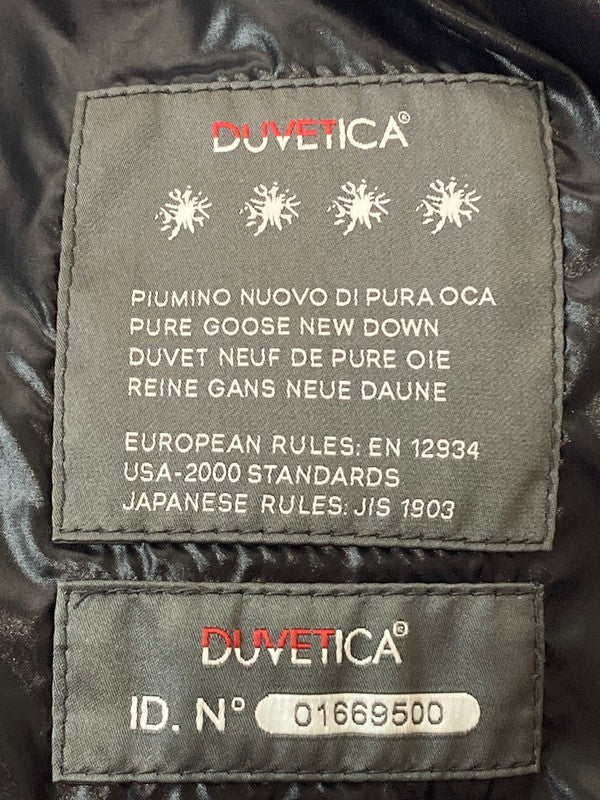 DUVETICA®
PIUMINO NUOVO DI PURA OCA
PURE GOOSE NEW DOWN
DUVET NEUF DE PURE OIE
REINE GANS NEUE DAUNE
EUROPEAN RULES: EN 12934
USA-2000 STANDARDS
JAPANESE RULES: JIS 1903
DUVETICA®
ID. N° 01669500